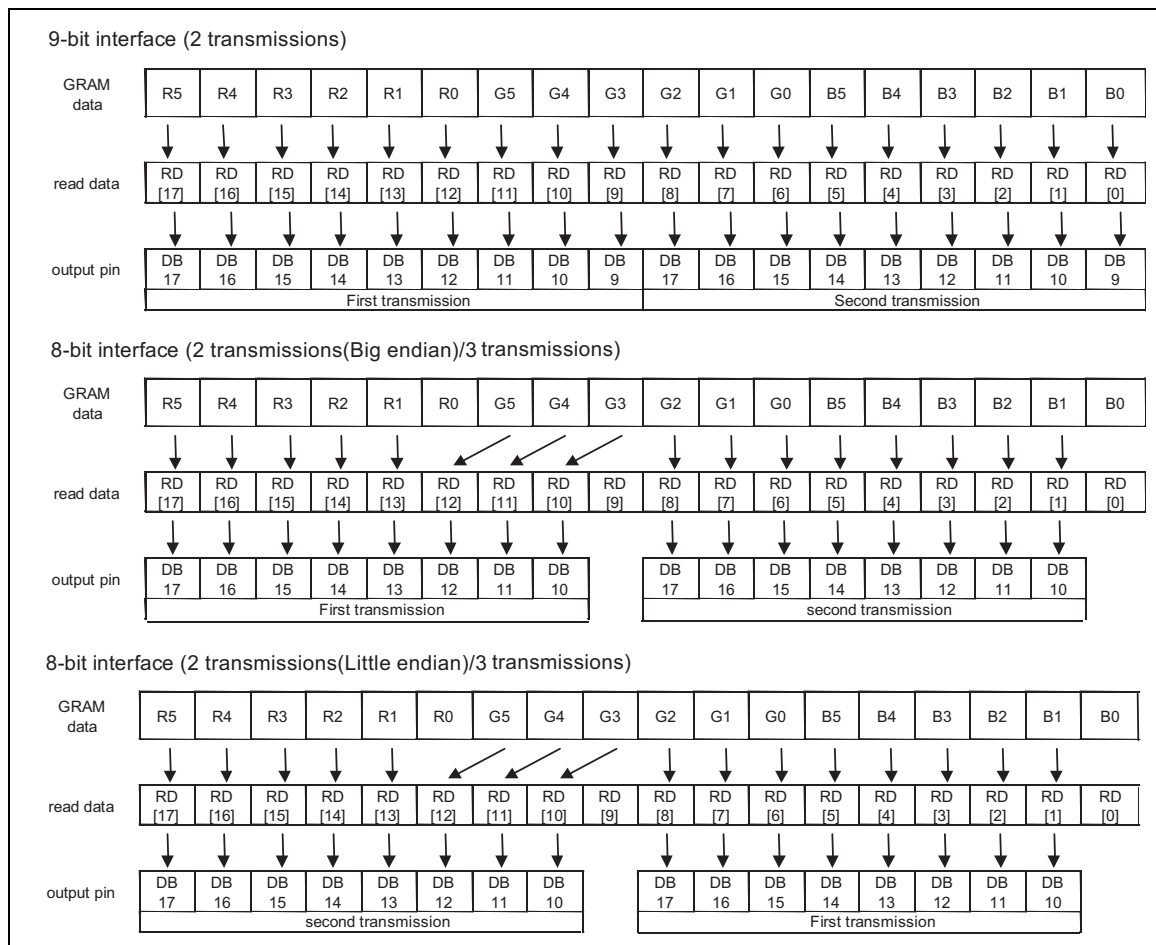 9-bit interface (2 transmissions)
GRAM data R5 R4 R3 R2 R1 R0 G5 G4 G3 G2 G1 G0 B5 B4 B3 B2 B1 B0
read data RD [17] RD [16] RD [15] RD [14] RD [13] RD [12] RD [11] RD [10] RD [9] RD [8] RD [7] RD [6] RD [5] RD [4] RD [3] RD [2] RD [1] RD [0]
output pin DB 17 DB 16 DB 15 DB 14 DB 13 DB 12 DB 11 DB 10 DB 9 DB 17 DB 16 DB 15 DB 14 DB 13 DB 12 DB 11 DB 10 DB 9
First transmission Second transmission
8-bit interface (2 transmissions(Big endian)/3 transmissions)
GRAM data R5 R4 R3 R2 R1 R0 G5 G4 G3 G2 G1 G0 B5 B4 B3 B2 B1 B0
read data RD [17] RD [16] RD [15] RD [14] RD [13] RD [12] RD [11] RD [10] RD [9] RD [8] RD [7] RD [6] RD [5] RD [4] RD [3] RD [2] RD [1] RD [0]
output pin DB 17 DB 16 DB 15 DB 14 DB 13 DB 12 DB 11 DB 10 DB 17 DB 16 DB 15 DB 14 DB 13 DB 12 DB 11 DB 10
First transmission second transmission
8-bit interface (2 transmissions(Little endian)/3 transmissions)
GRAM data R5 R4 R3 R2 R1 R0 G5 G4 G3 G2 G1 G0 B5 B4 B3 B2 B1 B0
read data RD [17] RD [16] RD [15] RD [14] RD [13] RD [12] RD [11] RD [10] RD [9] RD [8] RD [7] RD [6] RD [5] RD [4] RD [3] RD [2] RD [1] RD [0]
output pin DB 17 DB 16 DB 15 DB 14 DB 13 DB 12 DB 11 DB 10 DB 17 DB 16 DB 15 DB 14 DB 13 DB 12 DB 11 DB 10
second transmission First transmission